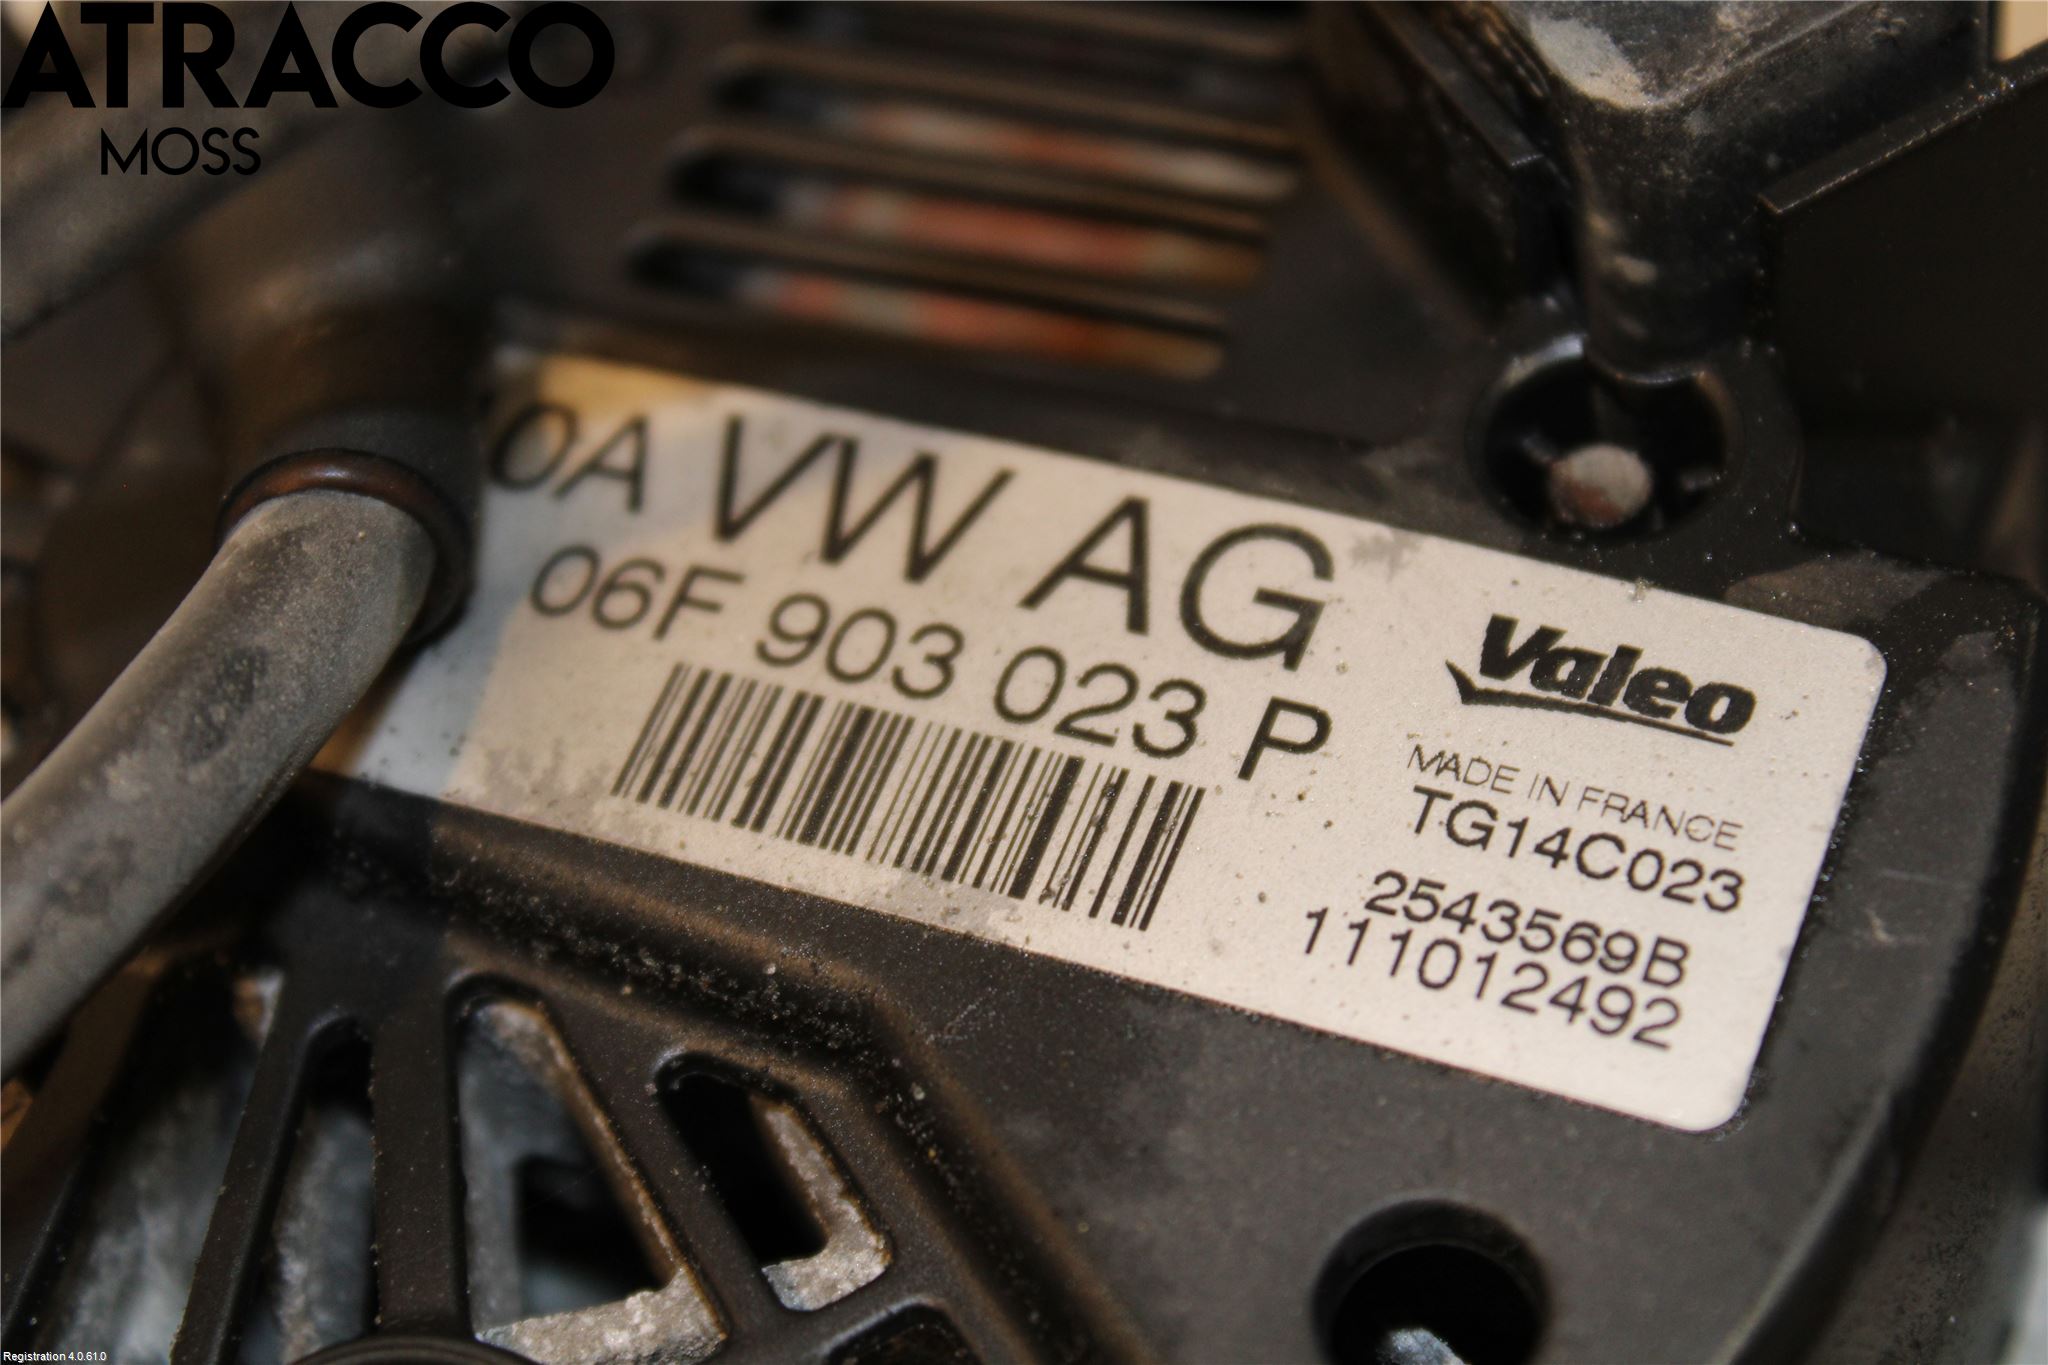 ATRACCO
MOSS
0A VW AG
06F 903 023 P
Valeo
MADE IN FRANCE
TG14C023
2543569B
111012492
Registration 4.0.61.0